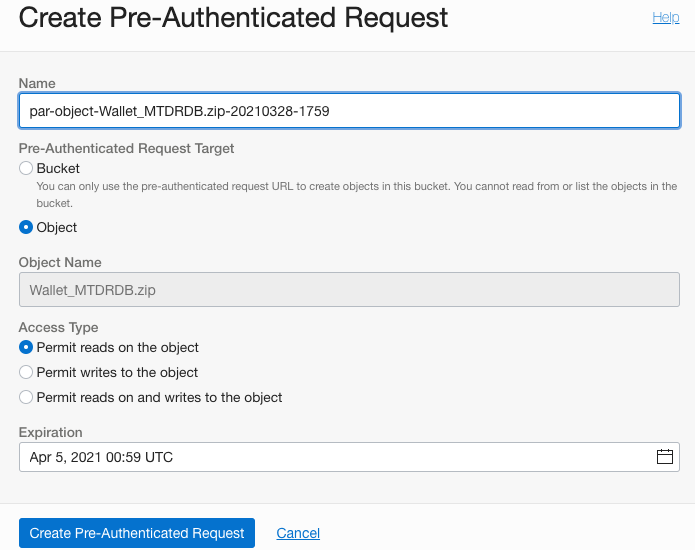 Create Pre-Authenticated Request
Help
Name
par-object-Wallet_MTDRDB.zip-20210328-1759
Pre-Authenticated Request Target
Bucket
You can only use the pre-authenticated request URL to create objects in this bucket. You cannot read from or list the objects in the
bucket.
Object
Object Name
Wallet_MTDRDB.zip
Access Type
Permit reads on the object
Permit writes to the object
Permit reads on and writes to the object
Expiration
Apr 5, 2021 00:59 UTC
Create Pre-Authenticated Request
Cancel